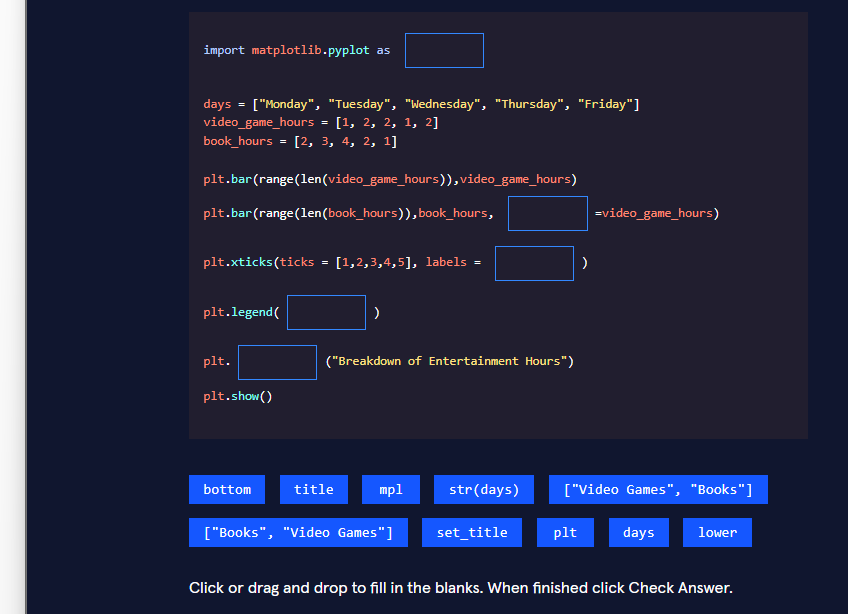 import matplotlib.pyplot as
days = ["Monday", "Tuesday", "Wednesday", "Thursday", "Friday"]
video_game_hours = [1, 2, 2, 1, 2]
book_hours = [2, 3, 4, 2, 1]
plt.bar(range(len(video_game_hours)),video_game_hours)
plt.bar(range(len(book_hours)),book_hours, =video_game_hours)
plt.xticks(ticks = [1,2,3,4,5], labels = )
plt.legend( )
plt. ("Breakdown of Entertainment Hours")
plt.show()
bottom title mpl str(days) ["Video Games", "Books"]
["Books", "Video Games"] set_title plt days lower
Click or drag and drop to fill in the blanks. When finished click Check Answer.